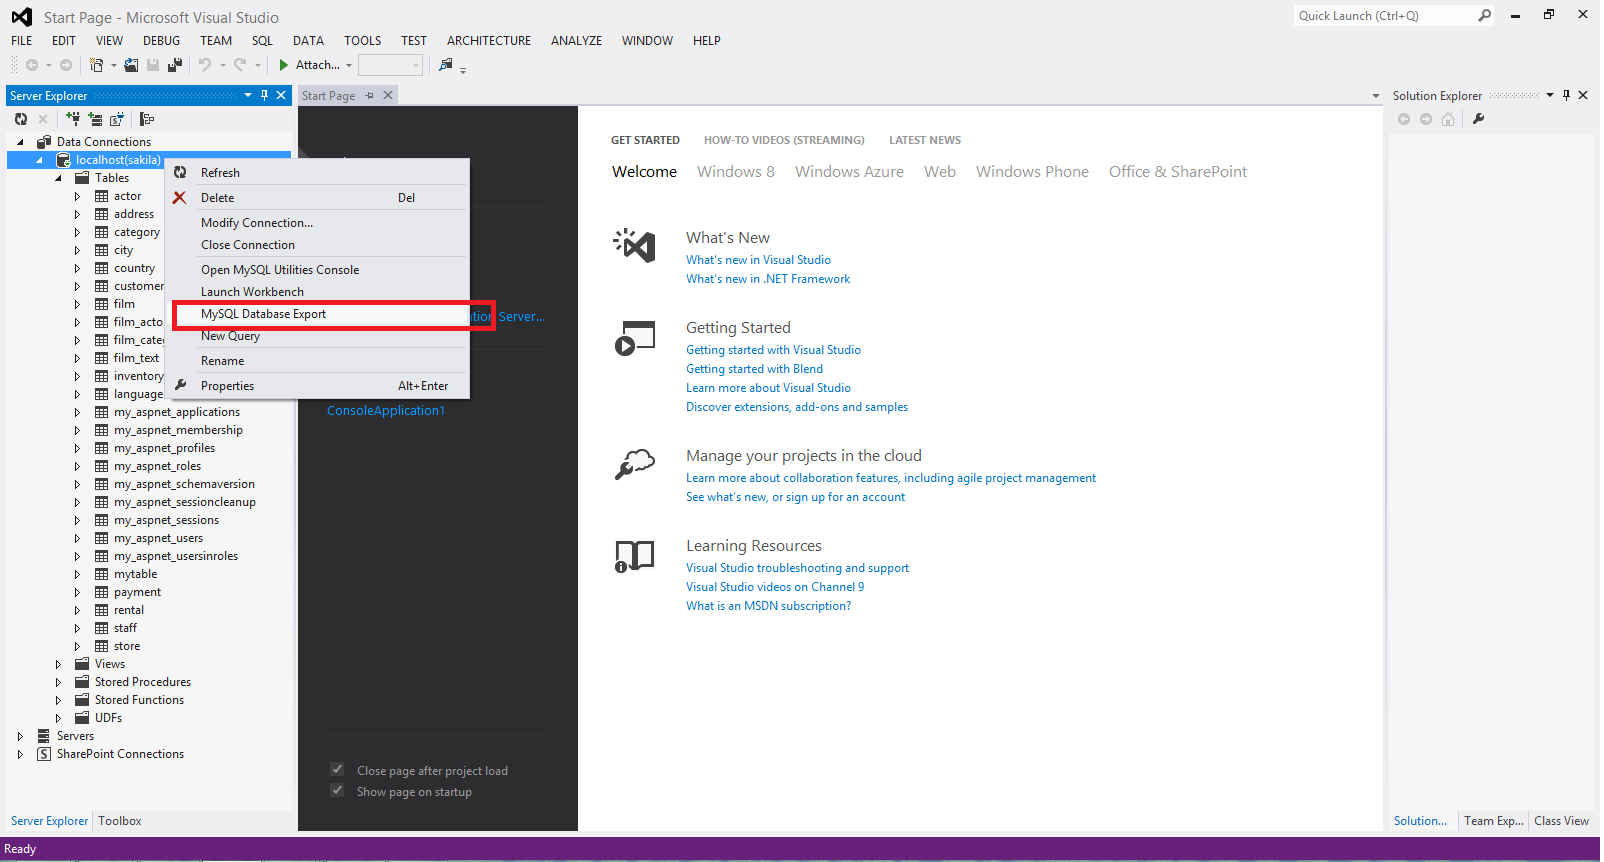 Start Page - Microsoft Visual Studio
Quick Launch (Ctrl+Q)
FILE EDIT VIEW DEBUG TEAM SQL DATA TOOLS TEST ARCHITECTURE ANALYZE WINDOW HELP
Attach...
Server Explorer
Start Page
Solution Explorer
Data Connections
localhost(sakila)
Tables
actor
address
category
city
country
customer
film
film_acto
film_cate
film_text
inventory
language
my_aspnet_applications
my_aspnet_membership
my_aspnet_profiles
my_aspnet_roles
my_aspnet_schemaversion
my_aspnet_sessioncleanup
my_aspnet_sessions
my_aspnet_users
my_aspnet_usersinroles
mytable
payment
rental
staff
store
Views
Stored Procedures
Stored Functions
UDFs
Servers
SharePoint Connections
Server Explorer Toolbox
Refresh
Delete Del
Modify Connection...
Close Connection
Open MySQL Utilities Console
Launch Workbench
MySQL Database Export
New Query
Rename
Properties Alt+Enter
tion Server...
ConsoleApplication1
Close page after project load
Show page on startup
GET STARTED HOW-TO VIDEOS (STREAMING) LATEST NEWS
Welcome Windows 8 Windows Azure Web Windows Phone Office & SharePoint
What's New
What's new in Visual Studio
What's new in .NET Framework
Getting Started
Getting started with Visual Studio
Getting started with Blend
Learn more about Visual Studio
Discover extensions, add-ons and samples
Manage your projects in the cloud
Learn more about collaboration features, including agile project management
See what's new, or sign up for an account
Learning Resources
Visual Studio troubleshooting and support
Visual Studio videos on Channel 9
What is an MSDN subscription?
Solution... Team Exp... Class View
Ready